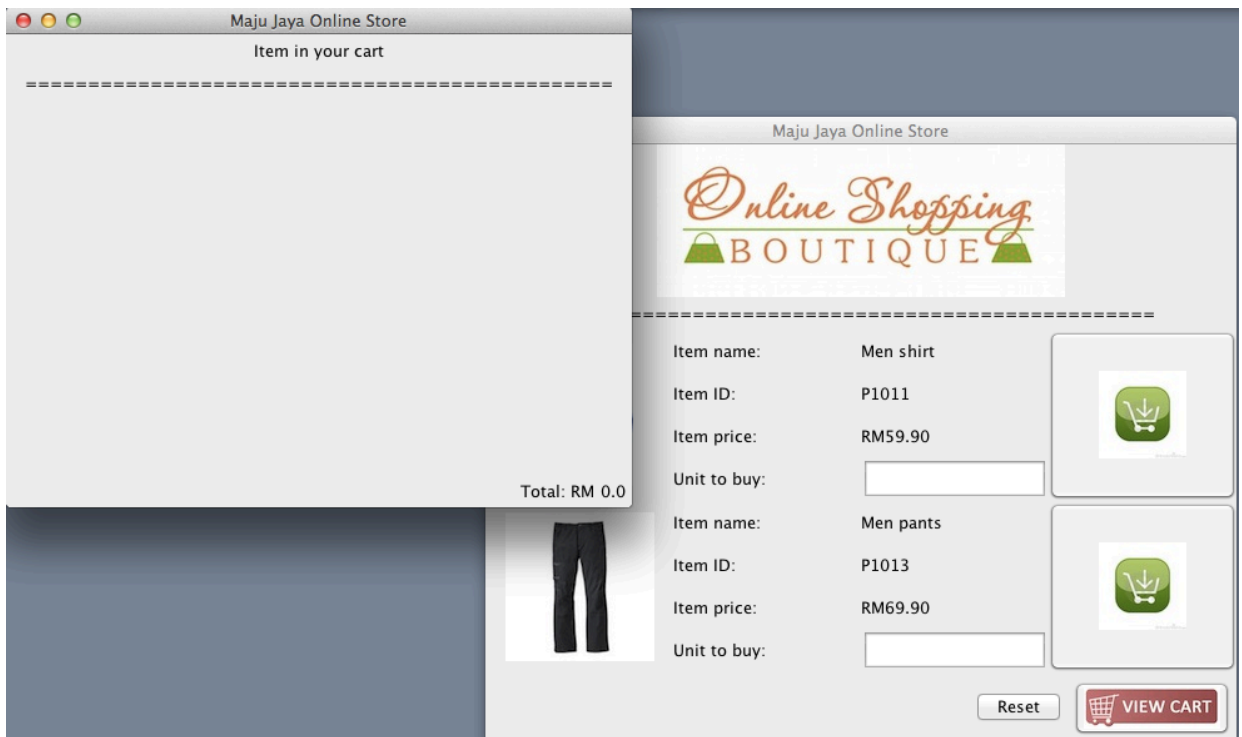 Maju Jaya Online Store
Item in your cart
===============================================
Total: RM 0.0
Maju Jaya Online Store
Online Shopping
BOUTIQUE
==========================================
Item name: Men shirt
Item ID: P1011
Item price: RM59.90
Unit to buy:
Item name: Men pants
Item ID: P1013
Item price: RM69.90
Unit to buy:
Reset
VIEW CART